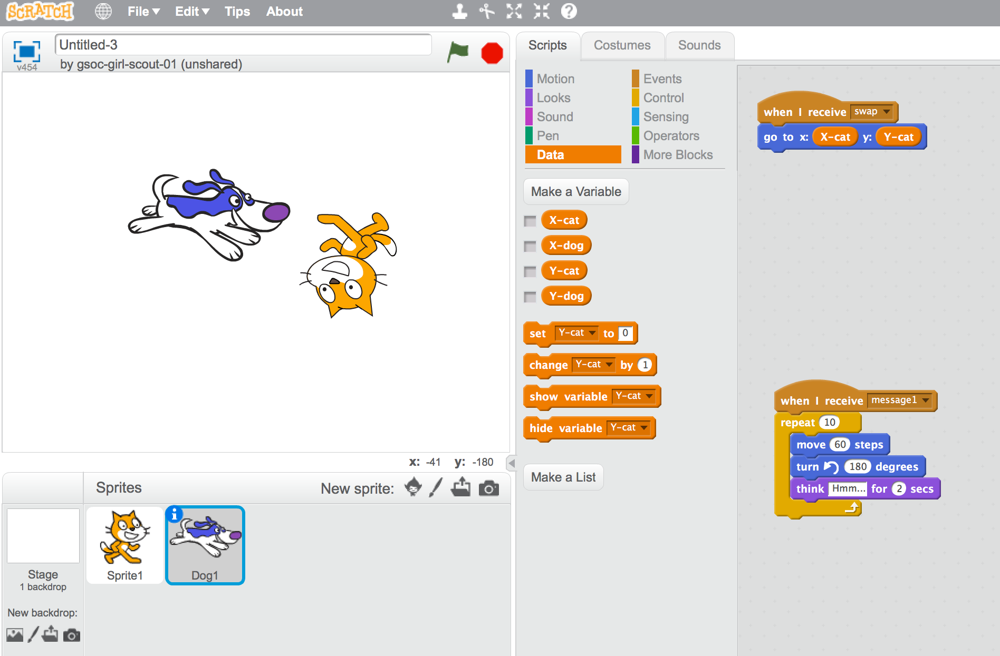 SCRATCH File Edit Tips About ?
Untitled-3
v454
by gsoc-girl-scout-01 (unshared)
x: -41 y: -180
Sprites New sprite:
Stage
1 backdrop
New backdrop:
i
Sprite1
Dog1
Scripts Costumes Sounds
Motion Events
Looks Control
Sound Sensing
Pen Operators
Data More Blocks
Make a Variable
X-cat
X-dog
Y-cat
Y-dog
set Y-cat to 0
change Y-cat by 1
show variable Y-cat
hide variable Y-cat
Make a List
when I receive swap
go to x: X-cat y: Y-cat
when I receive message1
repeat 10
move 60 steps
turn 180 degrees
think Hmm... for 2 secs